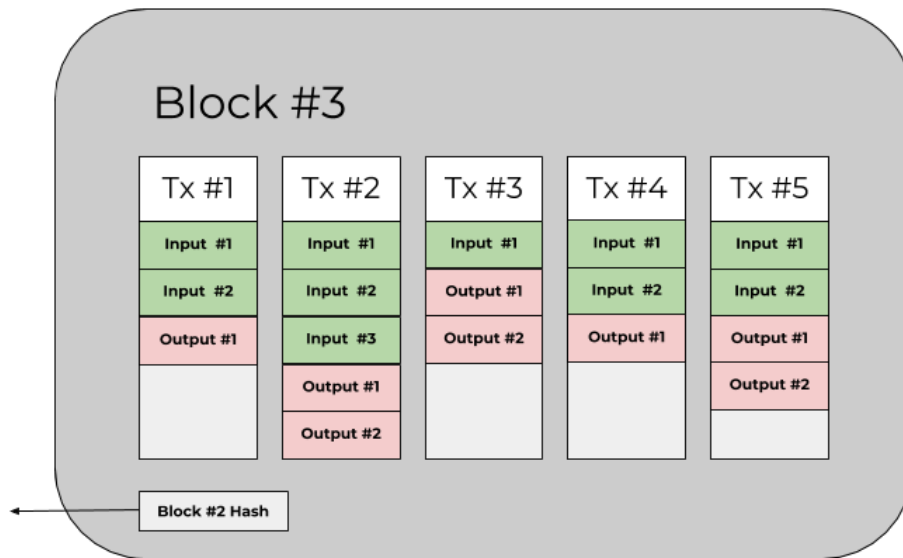 Block #3
Tx #1
Input #1
Input #2
Output #1
Tx #2
Input #1
Input #2
Input #3
Output #1
Output #2
Tx #3
Input #1
Output #1
Output #2
Tx #4
Input #1
Input #2
Output #1
Tx #5
Input #1
Input #2
Output #1
Output #2
Block #2 Hash